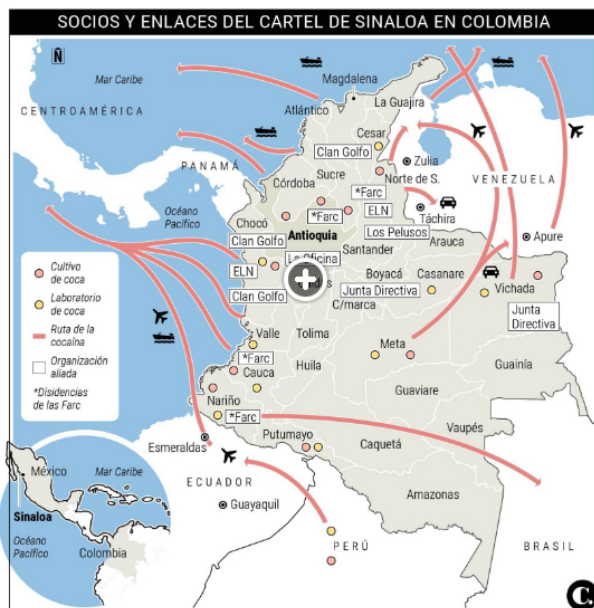 SOCIOS Y ENLACES DEL CARTEL DE SINALOA EN COLOMBIA
N
Mar Caribe
Magdalena
CENTROAMÉRICA
Atlántico
La Guajira
Cesar
Clan Golfo
PANAMÁ
Zulia
Sucre
Norte de S.
VENEZUELA
Córdoba
*Farc
Océano
Pacífico
Chocó
*Farc
ELN
Táchira
Antioquia
Los Pelusos
Clan Golfo
Santander
Arauca
Apure
La Oficina
ELN
Boyacá
Casanare
Clan Golfo
Junta Directiva
Vichada
C/marca
Junta
Directiva
Valle
Tolima
Meta
*Farc
Huila
Guainía
Cauca
Guaviare
Nariño
*Farc
Vaupés
Esmeraldas
Putumayo
Caquetá
ECUADOR
Amazonas
Guayaquil
PERÚ
BRASIL
Cultivo
de coca
Laboratorio
de coca
Ruta de la
cocaína
Organización
aliada
*Disidencias
de las Farc
México
Mar Caribe
Sinaloa
Océano
Pacífico
Colombia
C.